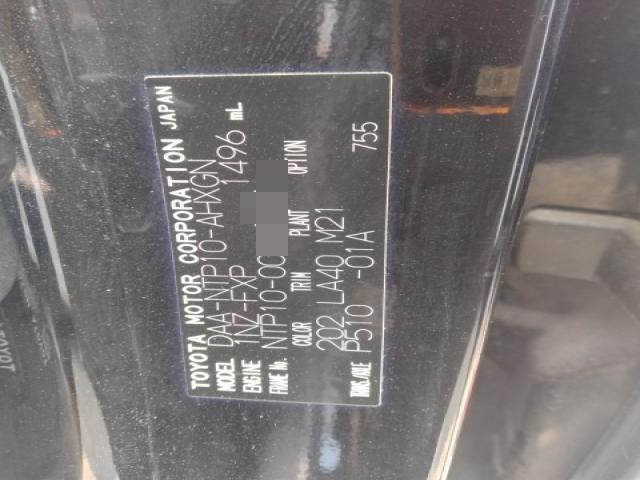 TOYOTA MOTOR CORPORATION JAPAN
MODEL DAA-NTP10-AHXGN
ENGINE 1NZ-FXP 1496 mL
FRAME No. NTP10-00
COLOR TRIM PLANT OPTION
202 LA40 M21
TRANS./AXLE P510 -01A 755